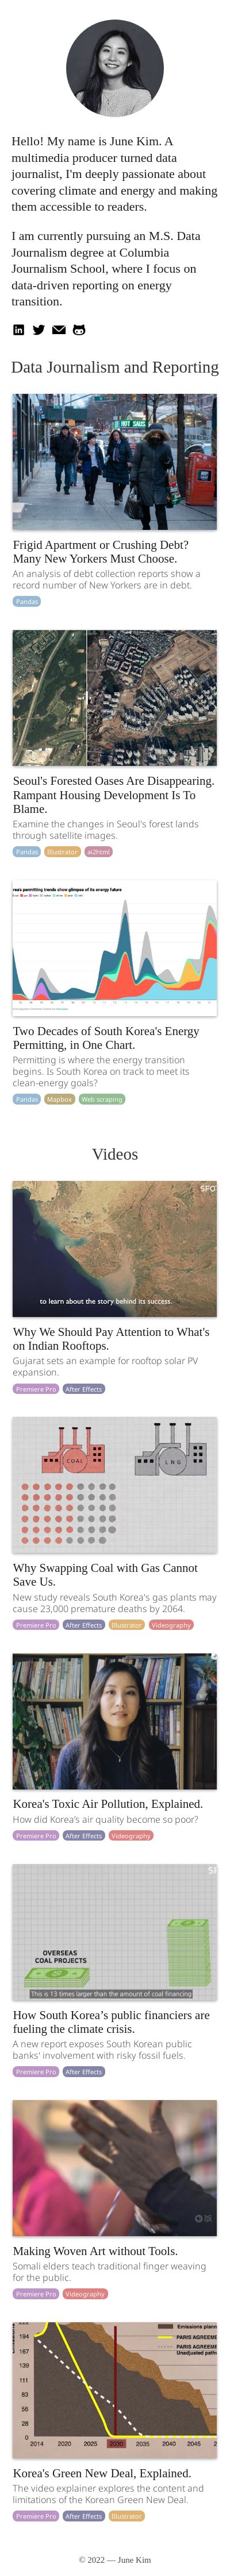 Hello! My name is June Kim. A
multimedia producer turned data
journalist, I'm deeply passionate about
covering climate and energy and making
them accessible to readers.
I am currently pursuing an M.S. Data
Journalism degree at Columbia
Journalism School, where I focus on
data-driven reporting on energy
transition.
Data Journalism and Reporting
HOT SADS
Frigid Apartment or Crushing Debt?
Many New Yorkers Must Choose.
An analysis of debt collection reports show a
record number of New Yorkers are in debt.
Pandas
Seoul's Forested Oases Are Disappearing.
Rampant Housing Development Is To
Blame.
Examine the changes in Seoul's forest lands
through satellite images.
Pandas Illustrator ai2html
rea's permitting trends show glimpse of its energy future
Two Decades of South Korea's Energy
Permitting, in One Chart.
Permitting is where the energy transition
begins. Is South Korea on track to meet its
clean-energy goals?
Pandas Mapbox Web scraping
Videos
SFO
to learn about the story behind its success.
Why We Should Pay Attention to What's
on Indian Rooftops.
Gujarat sets an example for rooftop solar PV
expansion.
Premiere Pro After Effects
COAL LNG
Why Swapping Coal with Gas Cannot
Save Us.
New study reveals South Korea's gas plants may
cause 23,000 premature deaths by 2064.
Premiere Pro After Effects Illustrator Videography
Korea's Toxic Air Pollution, Explained.
How did Korea's air quality become so poor?
Premiere Pro After Effects Videography
OVERSEAS
COAL PROJECTS
This is 13 times larger than the amount of coal financing
How South Korea’s public financiers are
fueling the climate crisis.
A new report exposes South Korean public
banks' involvement with risky fossil fuels.
Premiere Pro After Effects
Making Woven Art without Tools.
Somali elders teach traditional finger weaving
for the public.
Premiere Pro Videography
Emissions plann
PARIS AGREEME
PARIS AGREEME
Unadjusted path
194
167
139
111
83
56
28
0
2014 2020 2025 2030 2035 2040 204
Korea's Green New Deal, Explained.
The video explainer explores the content and
limitations of the Korean Green New Deal.
Premiere Pro After Effects Illustrator
© 2022 — June Kim